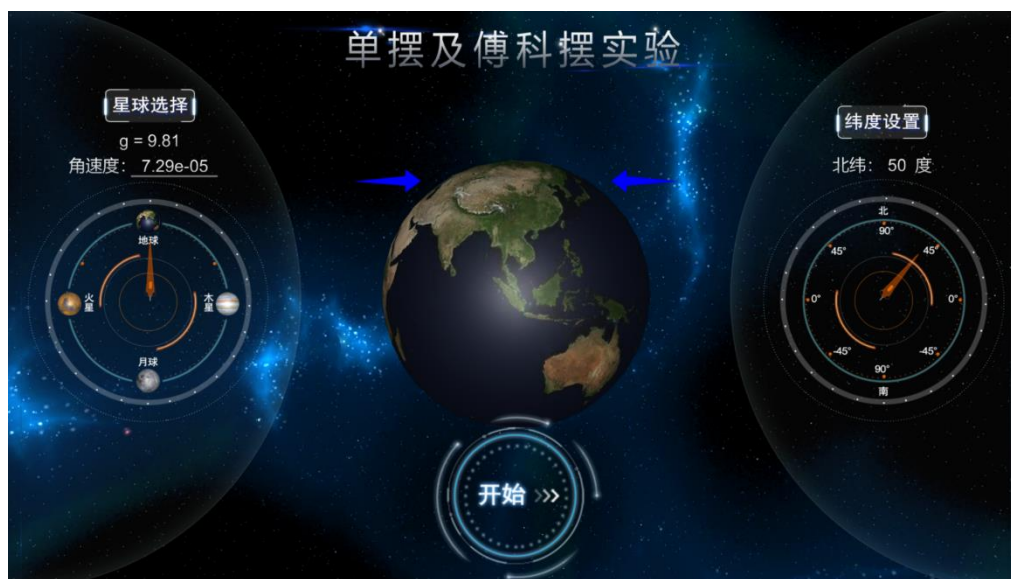 单摆及傅科摆实验
星球选择
g = 9.81
角速度： 7.29e-05
地球
火星
木星
月球
纬度设置
北纬： 50 度
北
90°
45°
45°
0°
0°
-45°
-45°
90°
南
开始 >>>